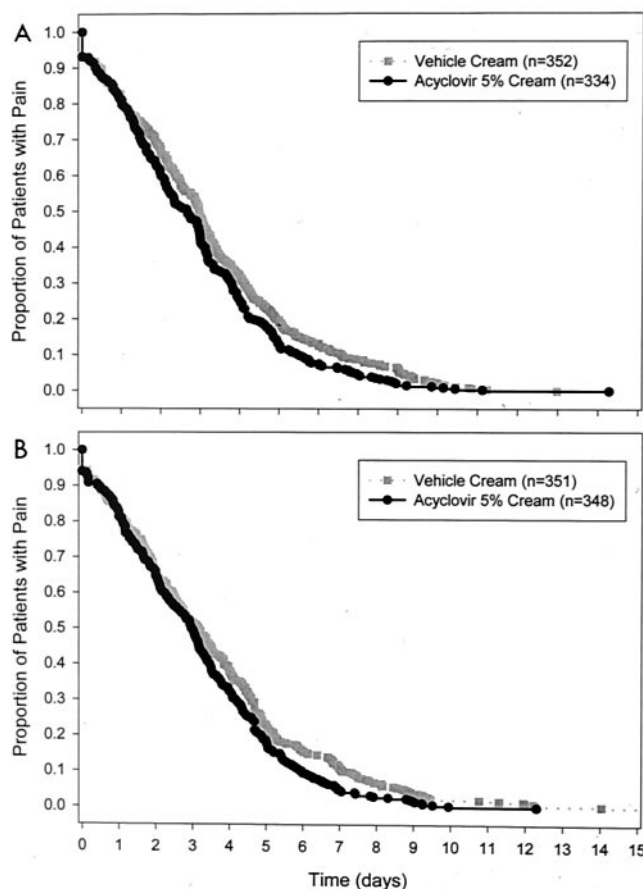 A
Vehicle Cream (n=352)
Acyclovir 5% Cream (n=334)
Proportion of Patients with Pain
1.0
0.9
0.8
0.7
0.6
0.5
0.4
0.3
0.2
0.1
0.0
B
Vehicle Cream (n=351)
Acyclovir 5% Cream (n=348)
Proportion of Patients with Pain
1.0
0.9
0.8
0.7
0.6
0.5
0.4
0.3
0.2
0.1
0.0
0 1 2 3 4 5 6 7 8 9 10 11 12 13 14 15
Time (days)